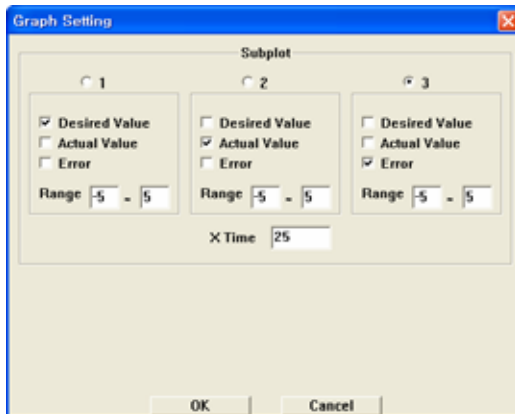 Graph Setting
Subplot
1 2 3
Desired Value Desired Value Desired Value
Actual Value Actual Value Actual Value
Error Error Error
Range -5 ~ 5 Range -5 ~ 5 Range -5 ~ 5
X Time 25
OK Cancel